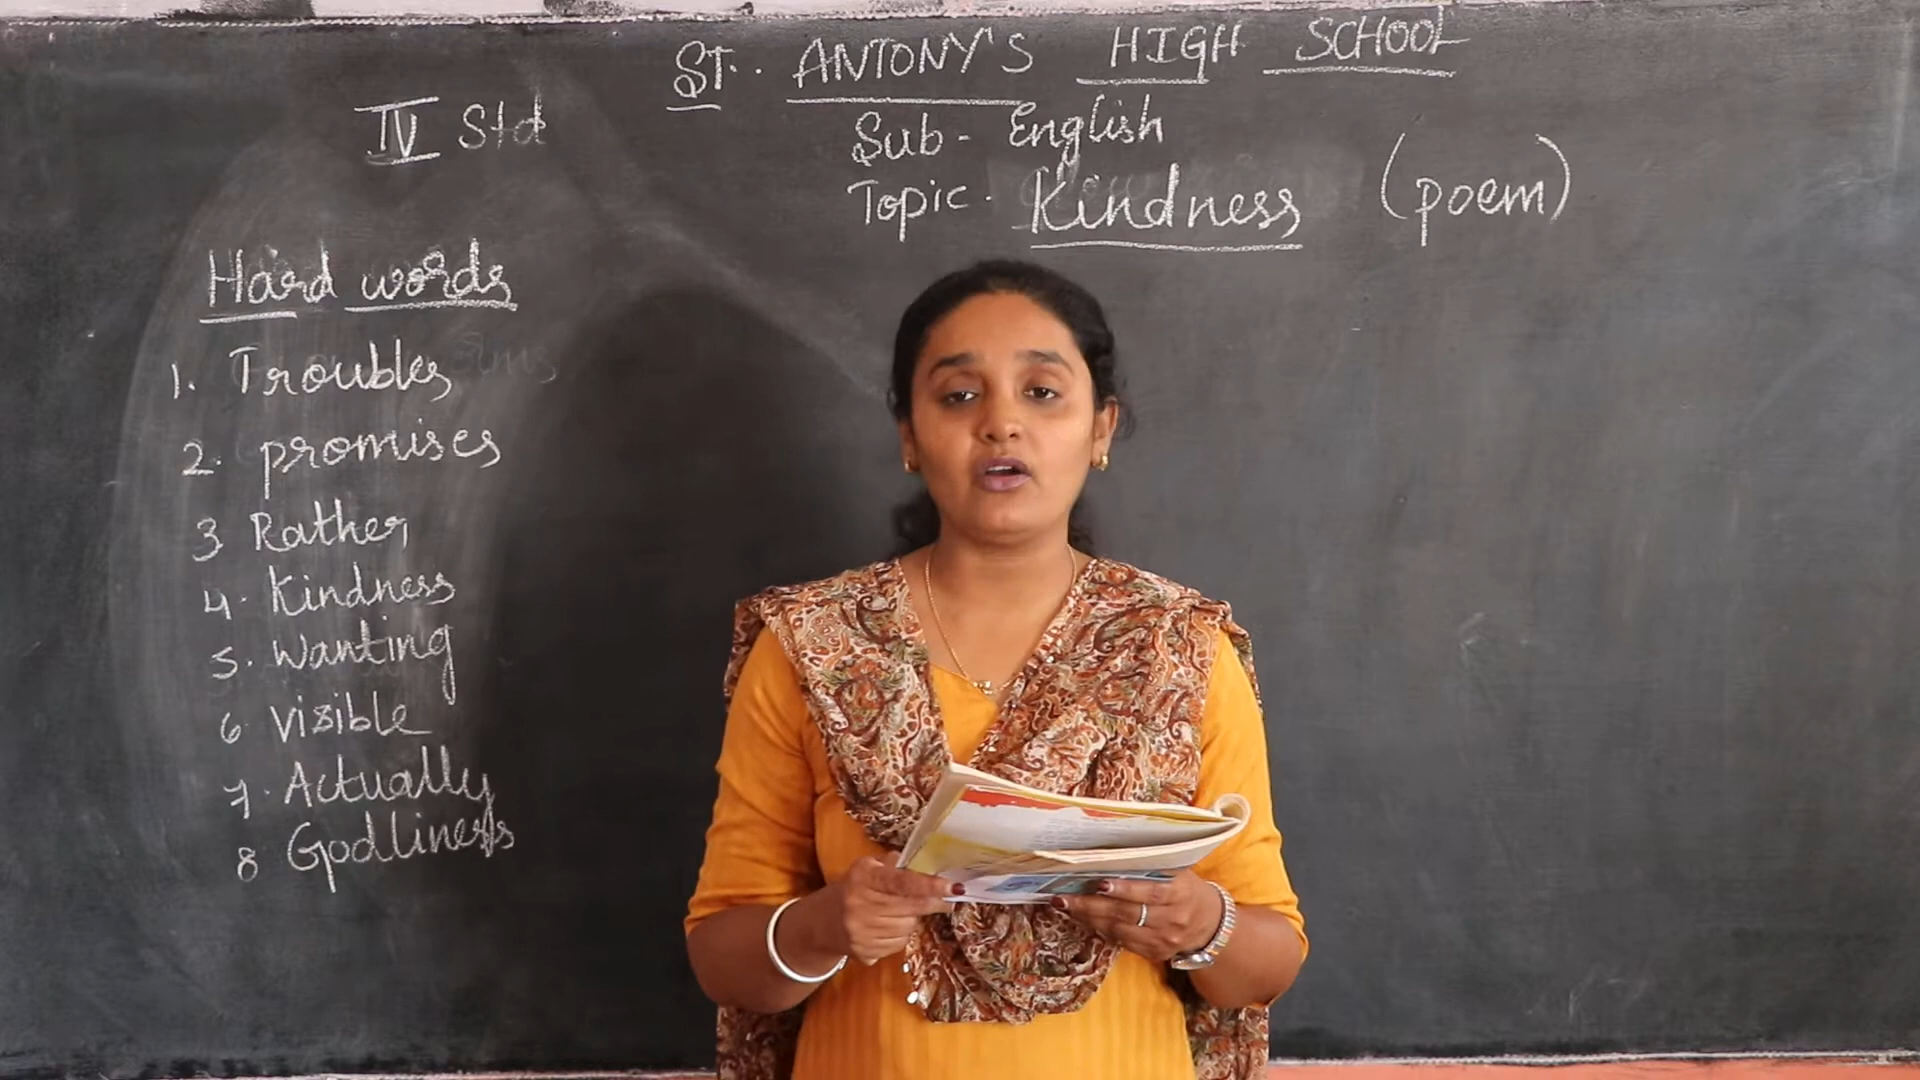 ST. ANTONY'S HIGH SCHOOL
IV Std
Sub - English
Topic. Kindness (poem)
Hard words
1. Troubles
2. promises
3 Rather
4. Kindness
5. Wanting
6 Visible
7. Actually
8 Godliness